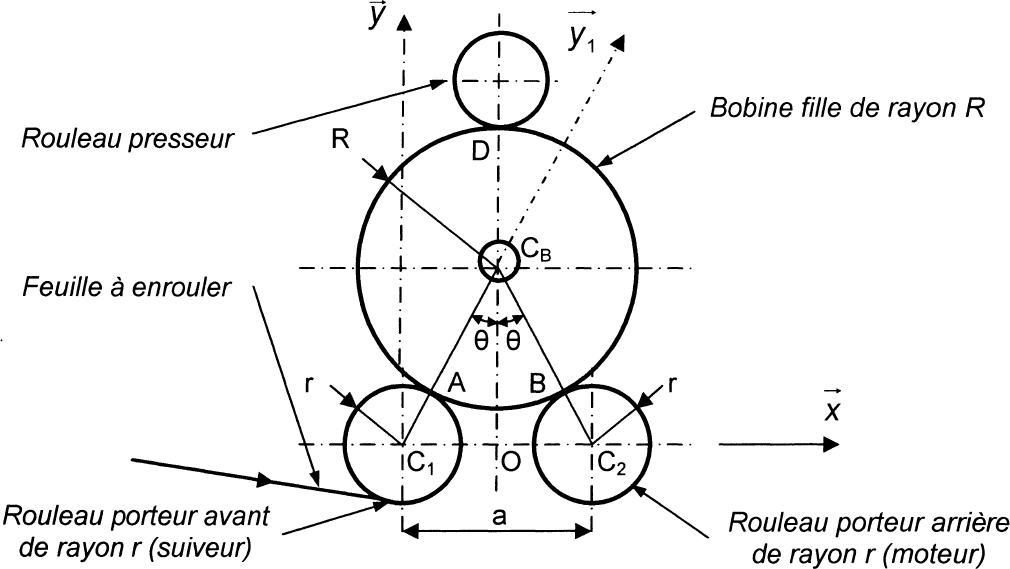 y
y₁
Rouleau presseur
R
D
Bobine fille de rayon R
C_B
Feuille à enrouler
θ θ
r
A
B
r
x
C₁
O
C₂
Rouleau porteur avant
de rayon r (suiveur)
a
Rouleau porteur arrière
de rayon r (moteur)